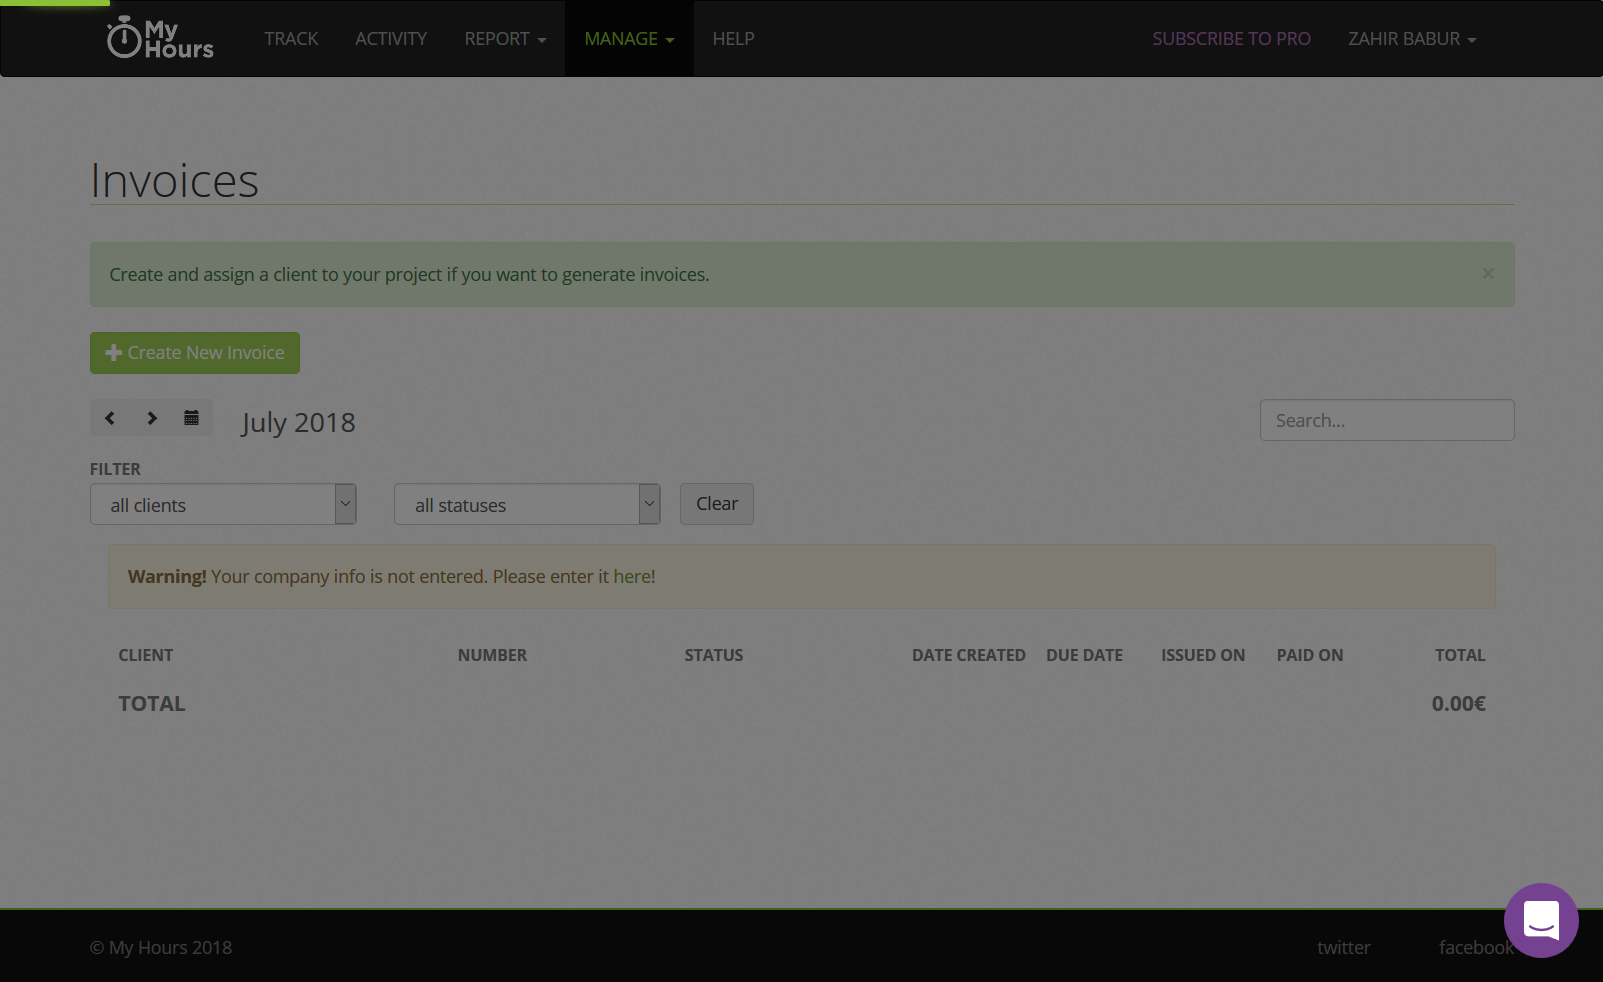 My Hours
TRACK
ACTIVITY
REPORT
MANAGE
HELP
SUBSCRIBE TO PRO
ZAHIR BABUR
Invoices
Create and assign a client to your project if you want to generate invoices.
×
Create New Invoice
July 2018
Search...
FILTER
all clients
all statuses
Clear
Warning! Your company info is not entered. Please enter it here!
CLIENT NUMBER STATUS DATE CREATED DUE DATE ISSUED ON PAID ON TOTAL
TOTAL 0.00€
© My Hours 2018
twitter
facebook